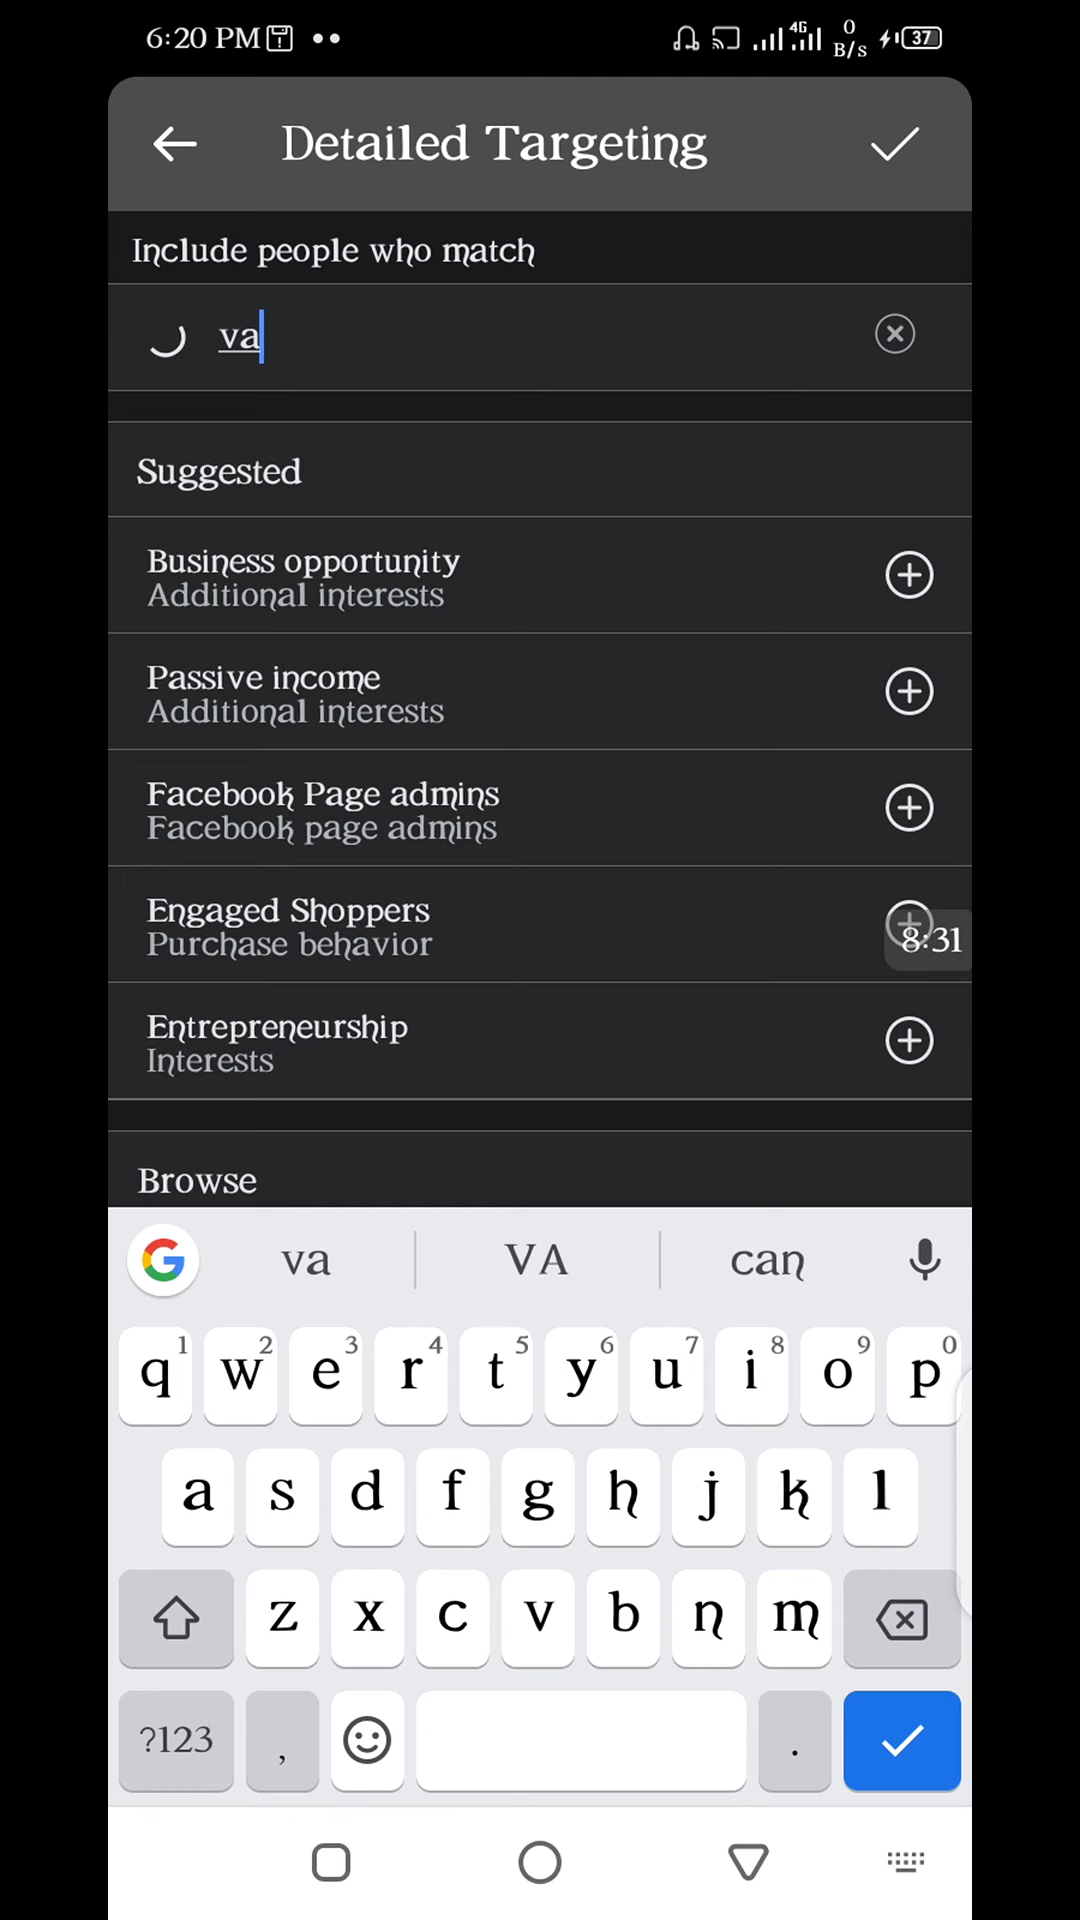 6:20 PM
4G 0 B/s 37
Detailed Targeting
Include people who match
va
Suggested
Business opportunity
Additional interests
Passive income
Additional interests
Facebook Page admins
Facebook page admins
Engaged Shoppers
Purchase behavior
8:31
Entrepreneurship
Interests
Browse
va VA can
q 1 w 2 e 3 r 4 t 5 y 6 u 7 i 8 o 9 p 0
a s d f g h j k l
z x c v b n m
?123 , .